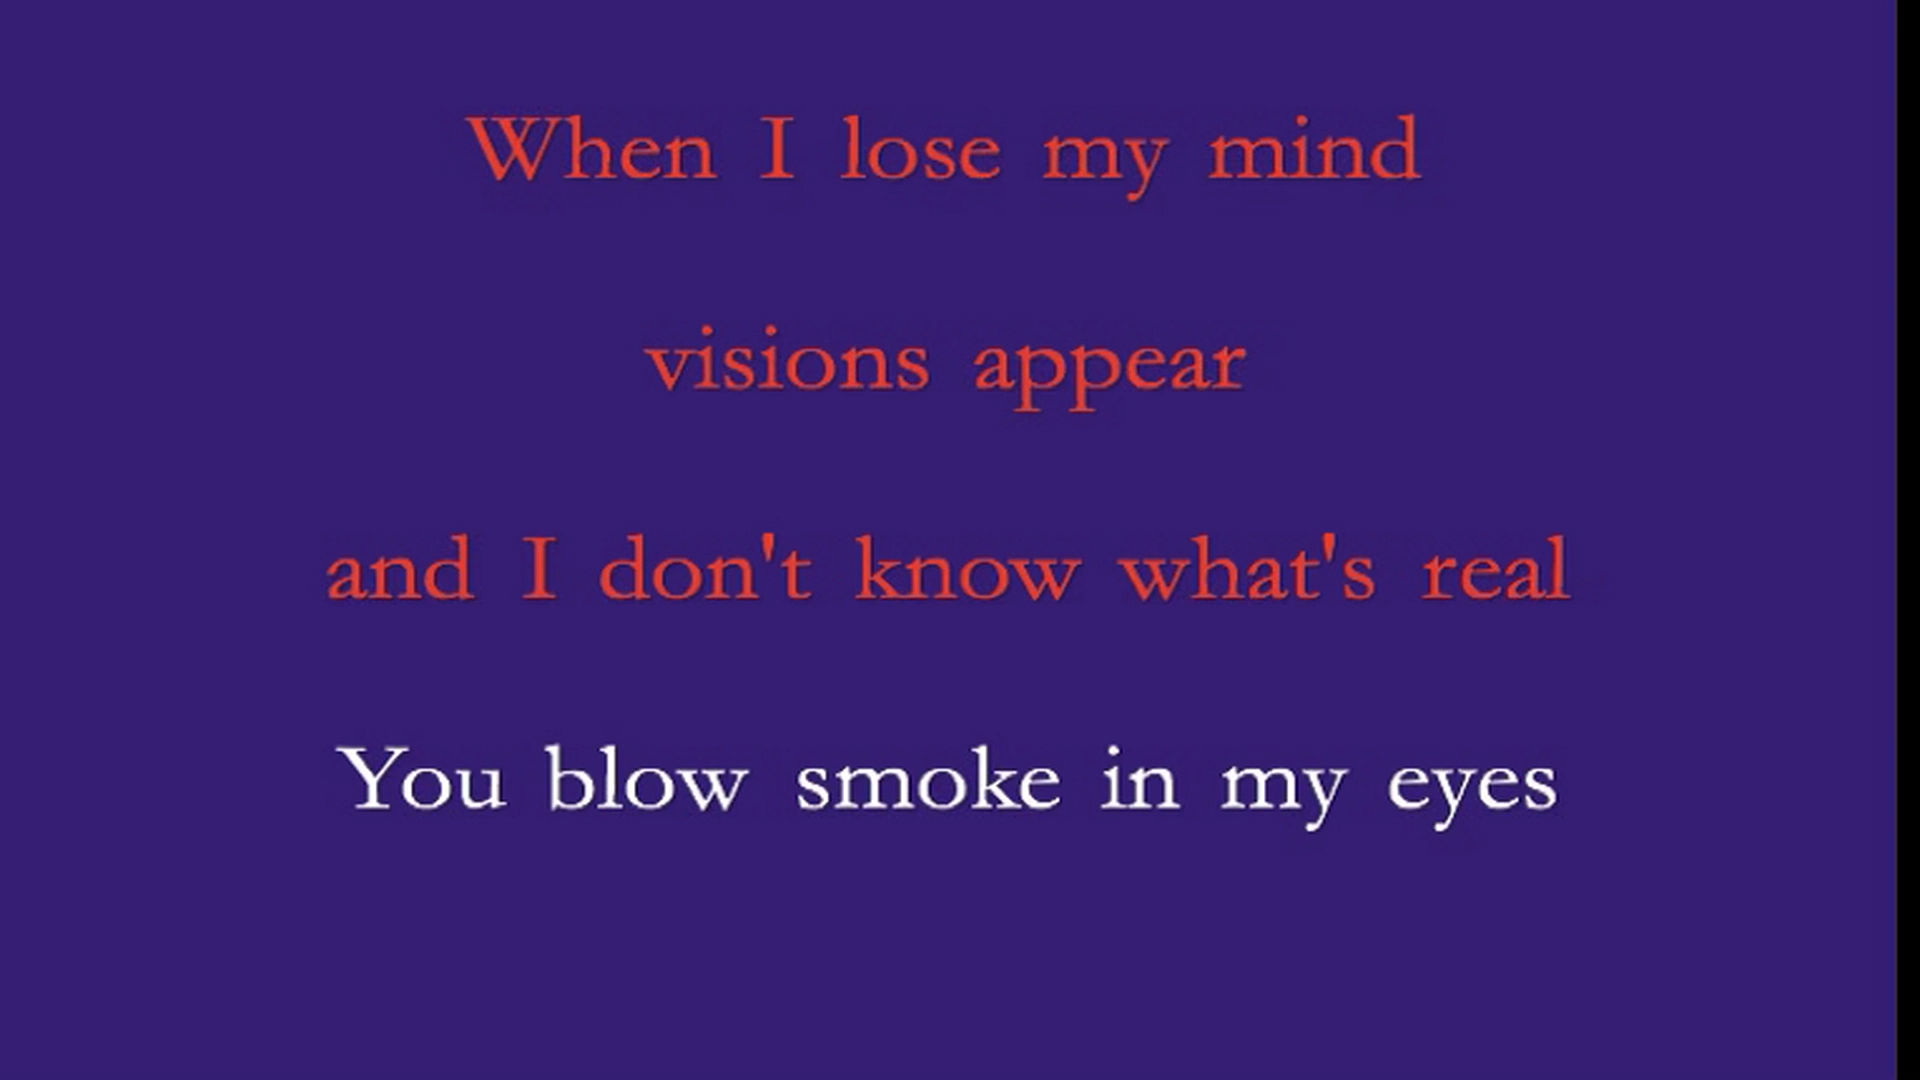 When I lose my mind
visions appear
and I don't know what's real
You blow smoke in my eyes